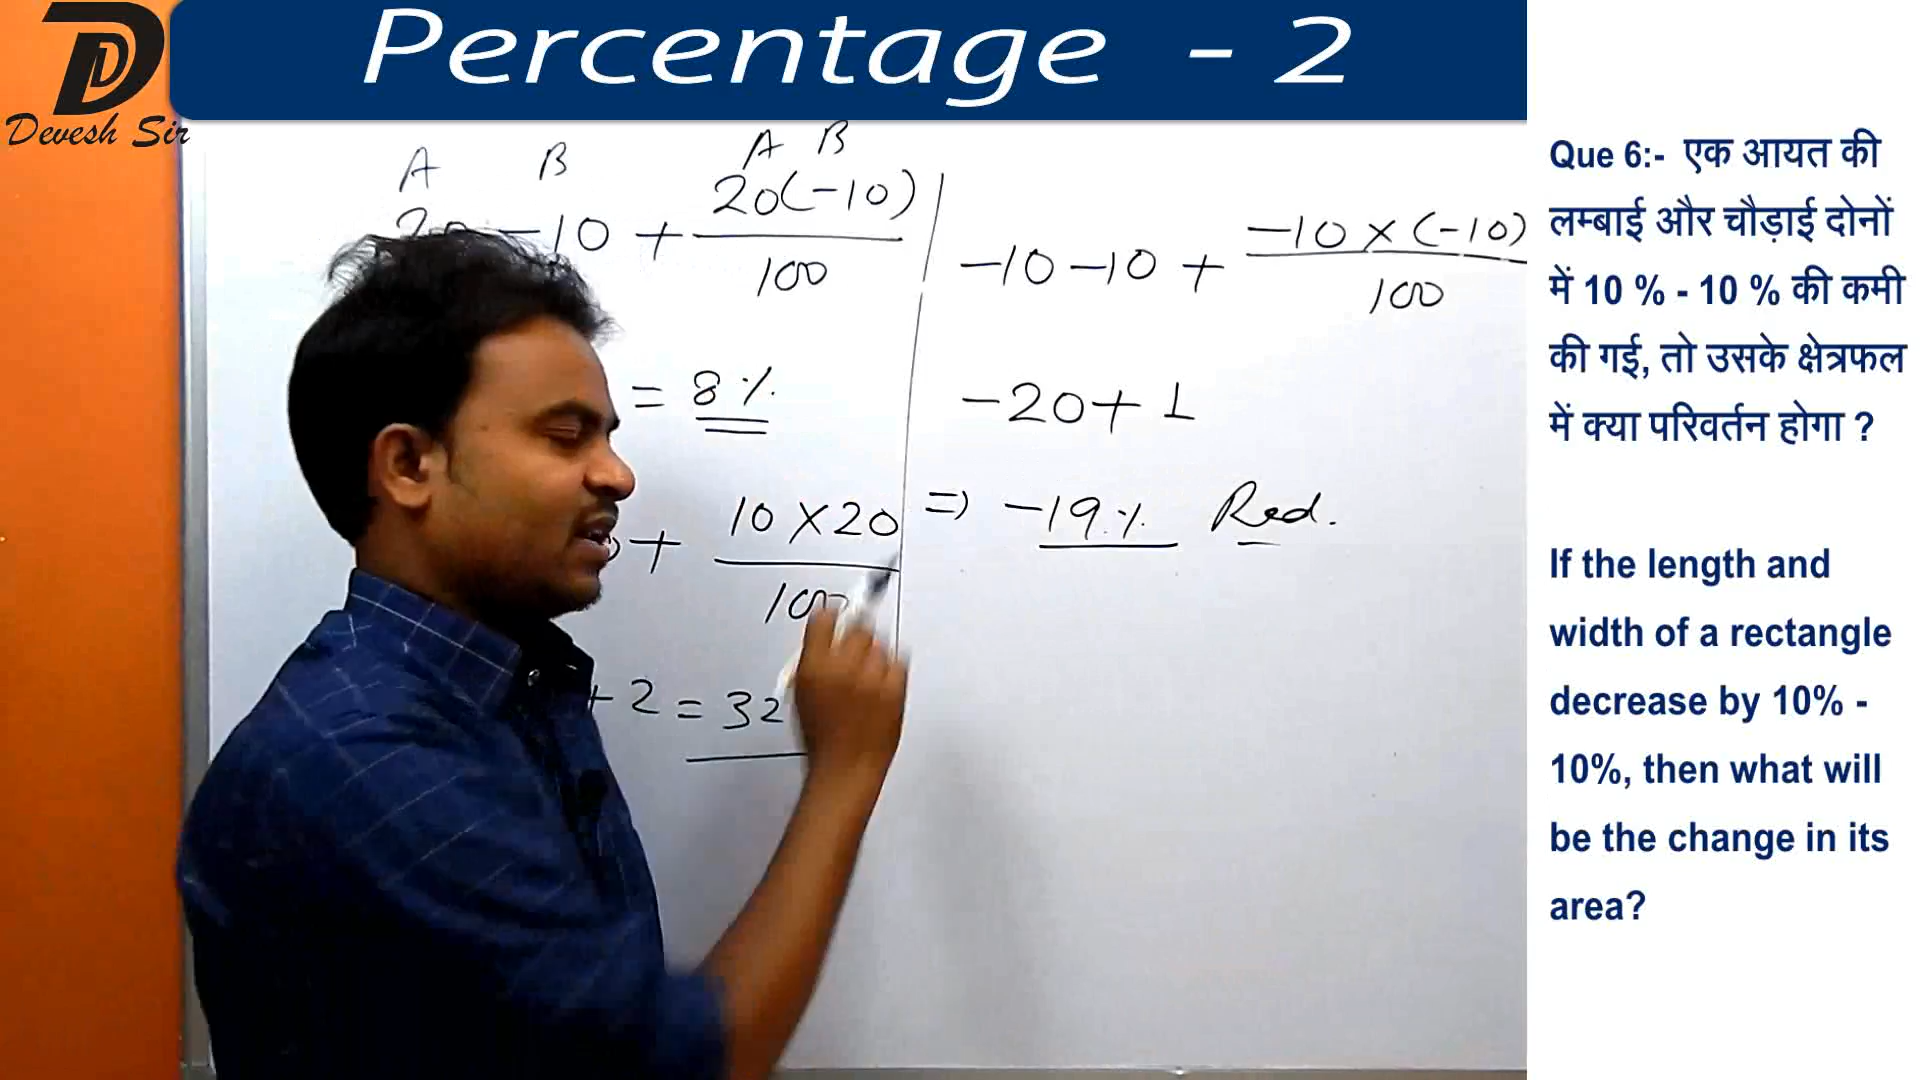 Percentage - 2
D
Devesh Sir
A B
A B
20 -10 + 20(-10)
100
= 8%
+ 10 X 20
100
+ 2 = 32
-10 -10 + -10 x (-10)
100
-20 + 1
=> -19% Red.
Que 6:- एक आयत की
लम्बाई और चौड़ाई दोनों
में 10 % - 10 % की कमी
की गई, तो उसके क्षेत्रफल
में क्या परिवर्तन होगा ?
If the length and
width of a rectangle
decrease by 10% -
10%, then what will
be the change in its
area?